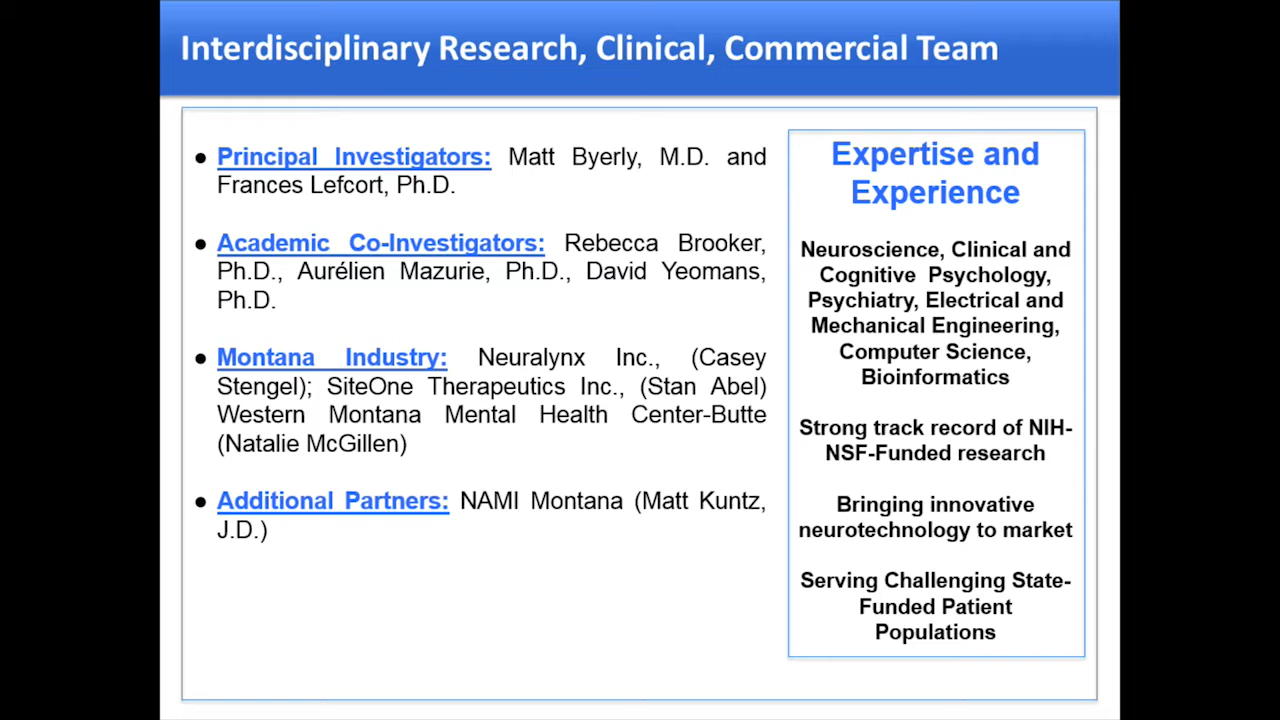 Interdisciplinary Research, Clinical, Commercial Team
● Principal Investigators: Matt Byerly, M.D. and
Frances Lefcort, Ph.D.
● Academic Co-Investigators: Rebecca Brooker,
Ph.D., Aurélien Mazurie, Ph.D., David Yeomans,
Ph.D.
● Montana Industry: Neuralynx Inc., (Casey
Stengel); SiteOne Therapeutics Inc., (Stan Abel)
Western Montana Mental Health Center-Butte
(Natalie McGillen)
● Additional Partners: NAMI Montana (Matt Kuntz,
J.D.)
Expertise and
Experience
Neuroscience, Clinical and
Cognitive Psychology,
Psychiatry, Electrical and
Mechanical Engineering,
Computer Science,
Bioinformatics
Strong track record of NIH-
NSF-Funded research
Bringing innovative
neurotechnology to market
Serving Challenging State-
Funded Patient
Populations